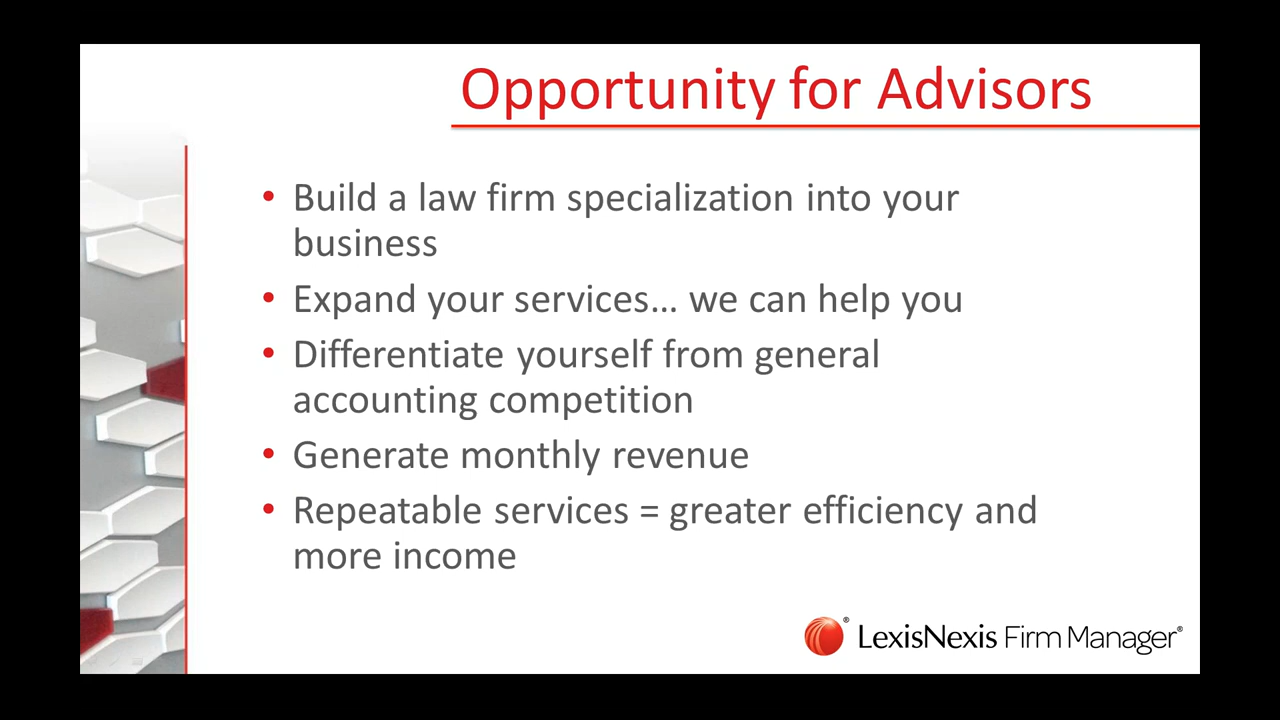 Opportunity for Advisors
• Build a law firm specialization into your
business
• Expand your services... we can help you
• Differentiate yourself from general
accounting competition
• Generate monthly revenue
• Repeatable services = greater efficiency and
more income
® LexisNexis Firm Manager®